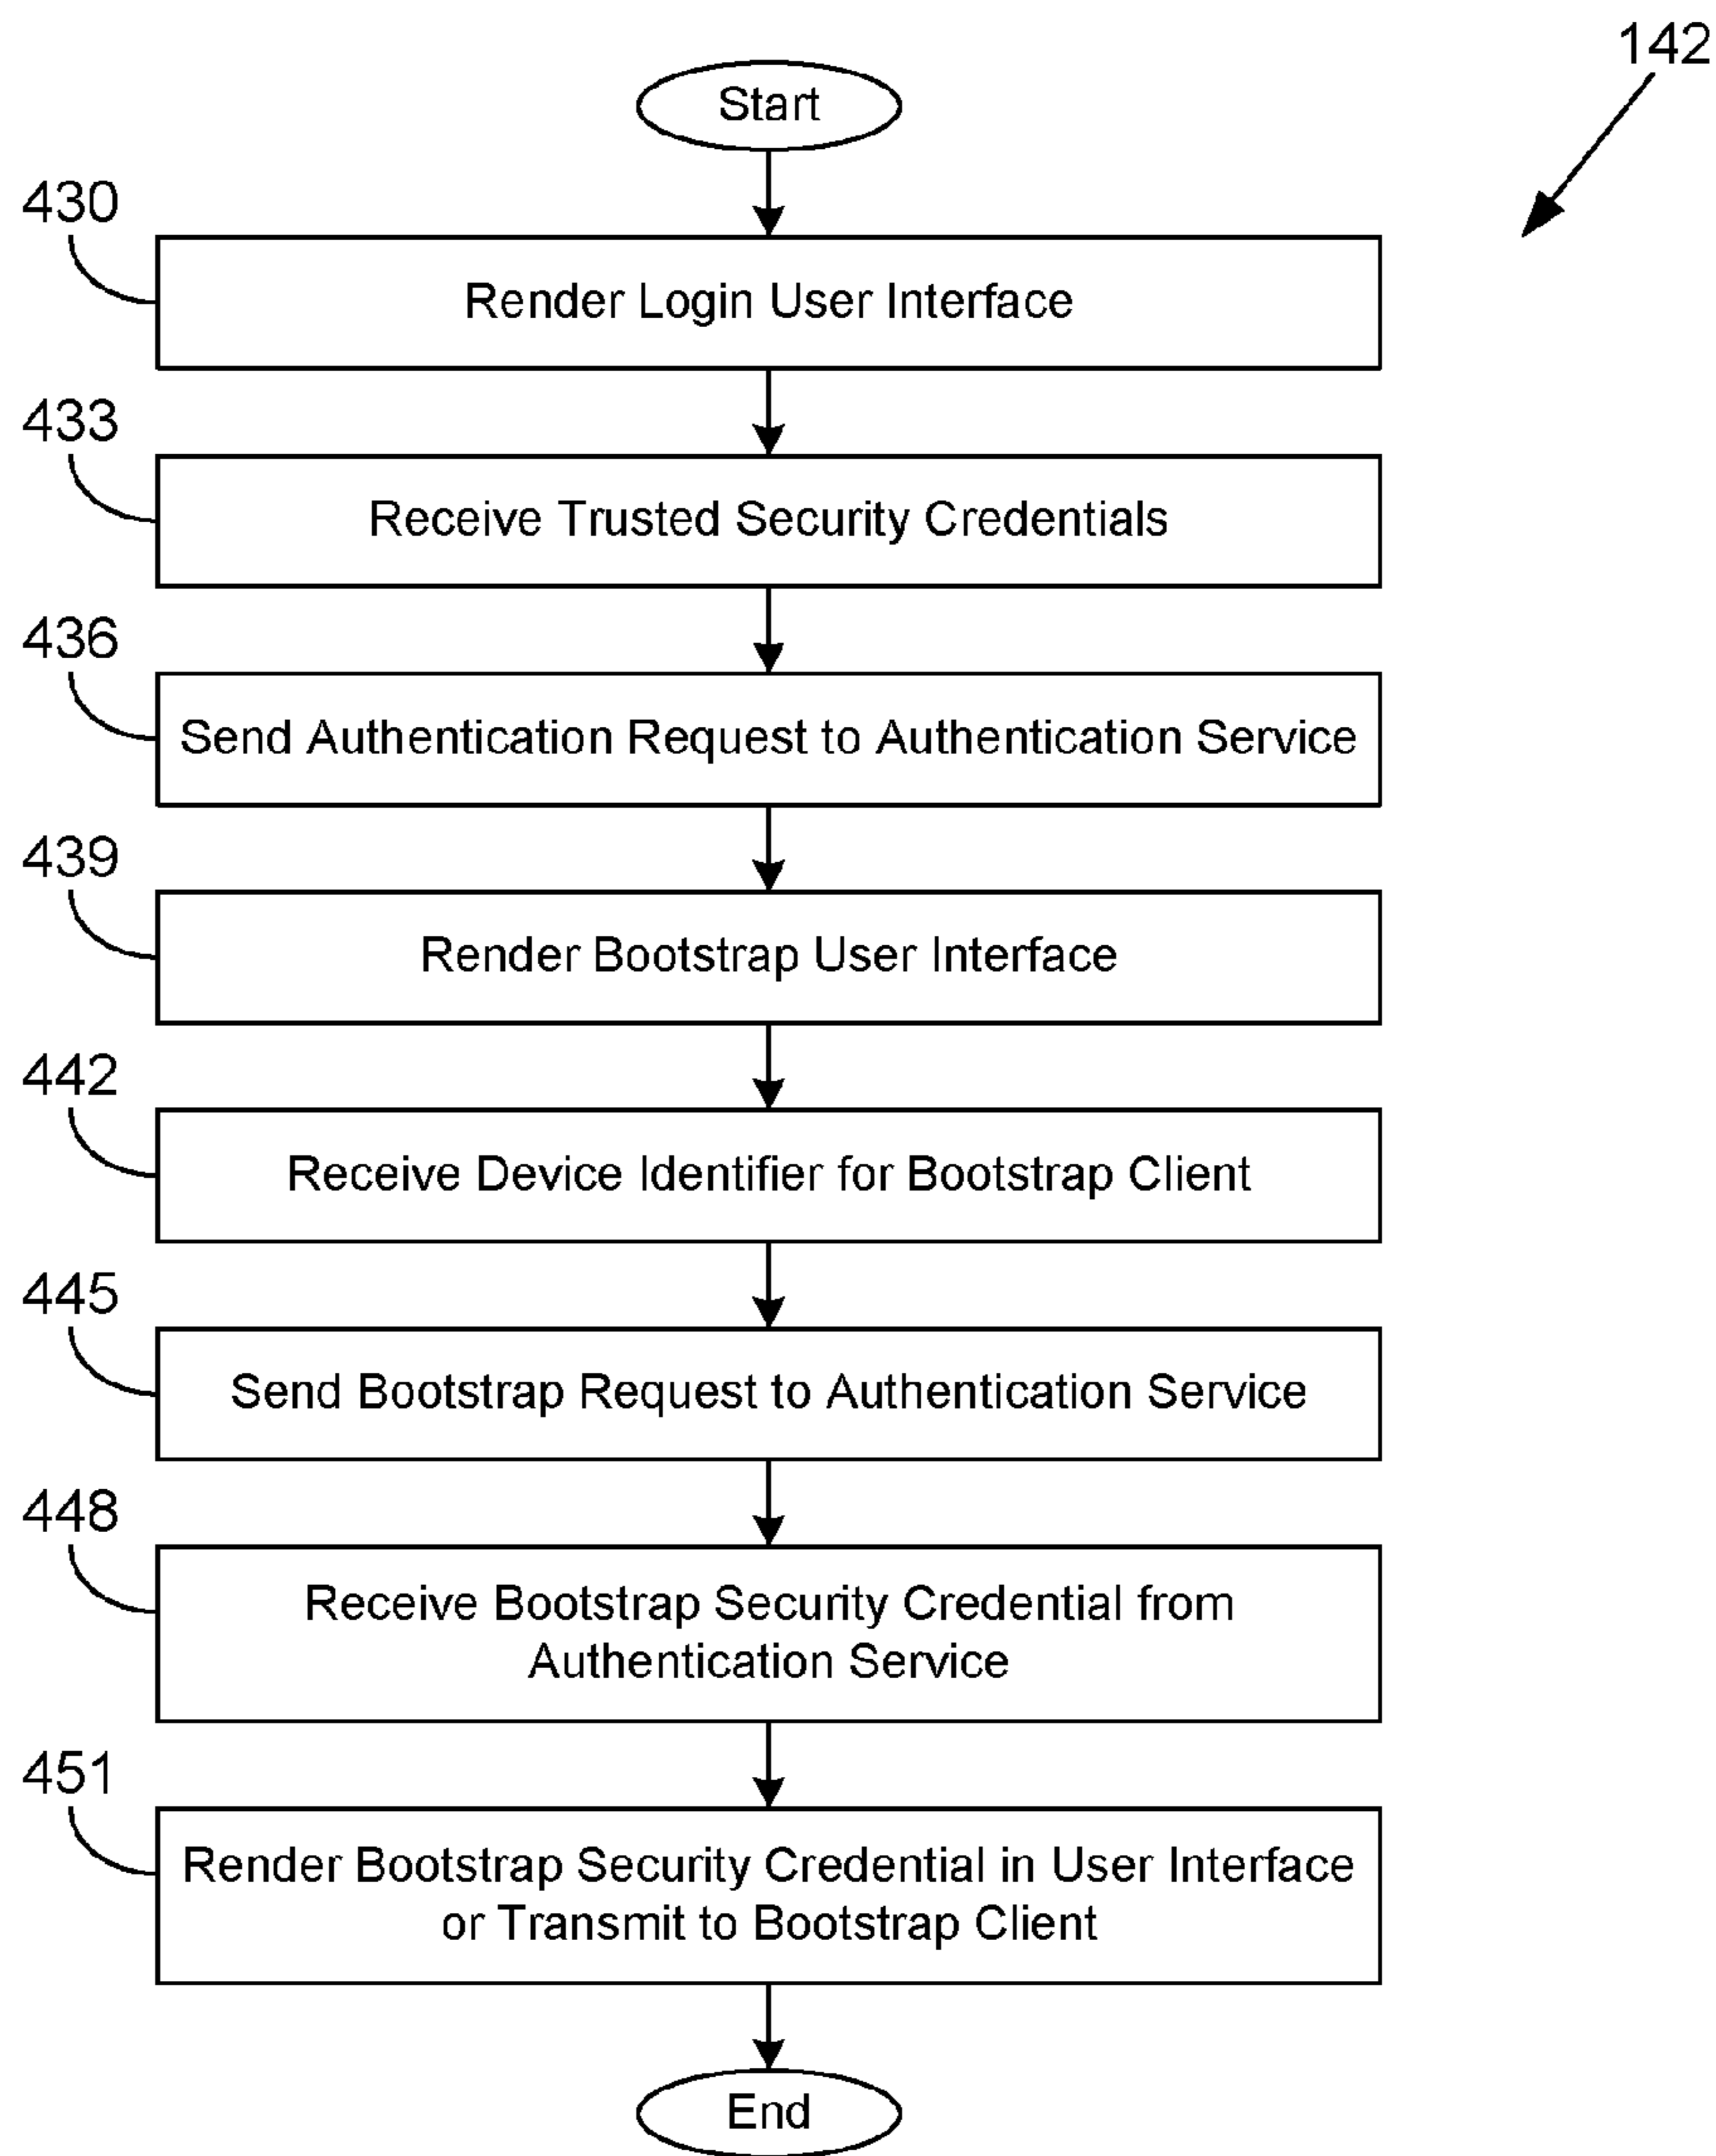 142
Start
430
Render Login User Interface
433
Receive Trusted Security Credentials
436
Send Authentication Request to Authentication Service
439
Render Bootstrap User Interface
442
Receive Device Identifier for Bootstrap Client
445
Send Bootstrap Request to Authentication Service
448
Receive Bootstrap Security Credential from
Authentication Service
451
Render Bootstrap Security Credential in User Interface
or Transmit to Bootstrap Client
End